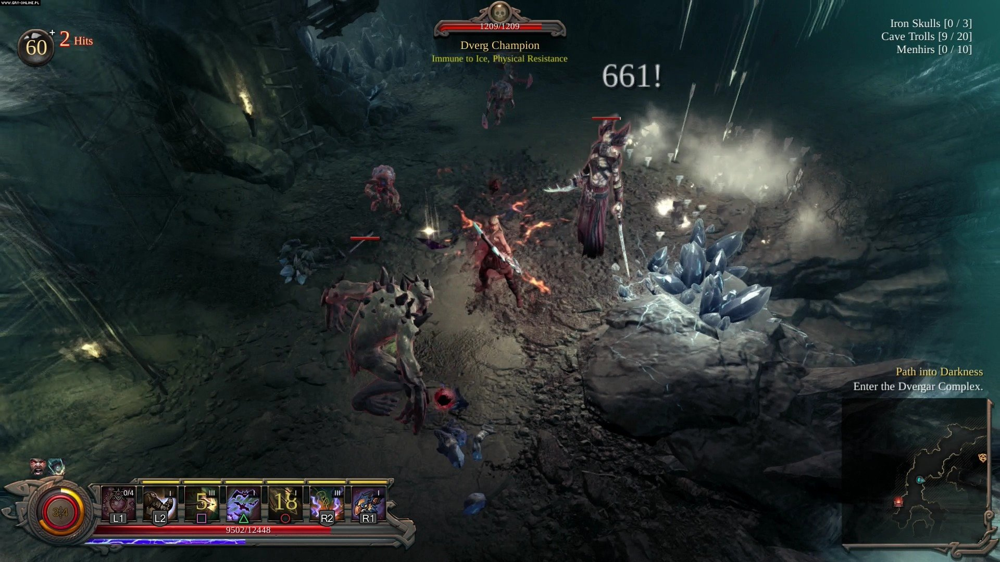 WWW.GRY-ONLINE.PL
1209/1209
Dverg Champion
Immune to Ice, Physical Resistance
60
+
2 Hits
Iron Skulls [0 / 3]
Cave Trolls [9 / 20]
Menhirs [0 / 10]
661!
Path into Darkness
Enter the Dvergar Complex.
0/4
I
III
I
I
III
I
5
18
34
L1
L2
R2
R1
9502/12448